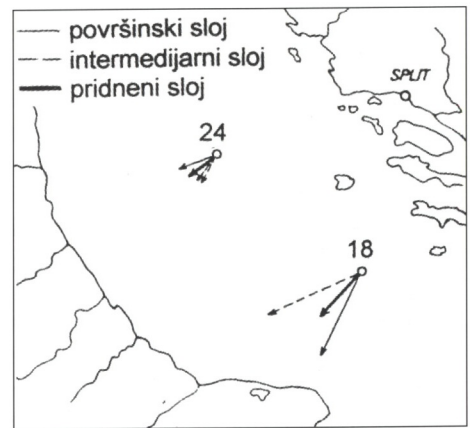 površinski sloj
intermedijarni sloj
pridneni sloj
SPLIT
24
18